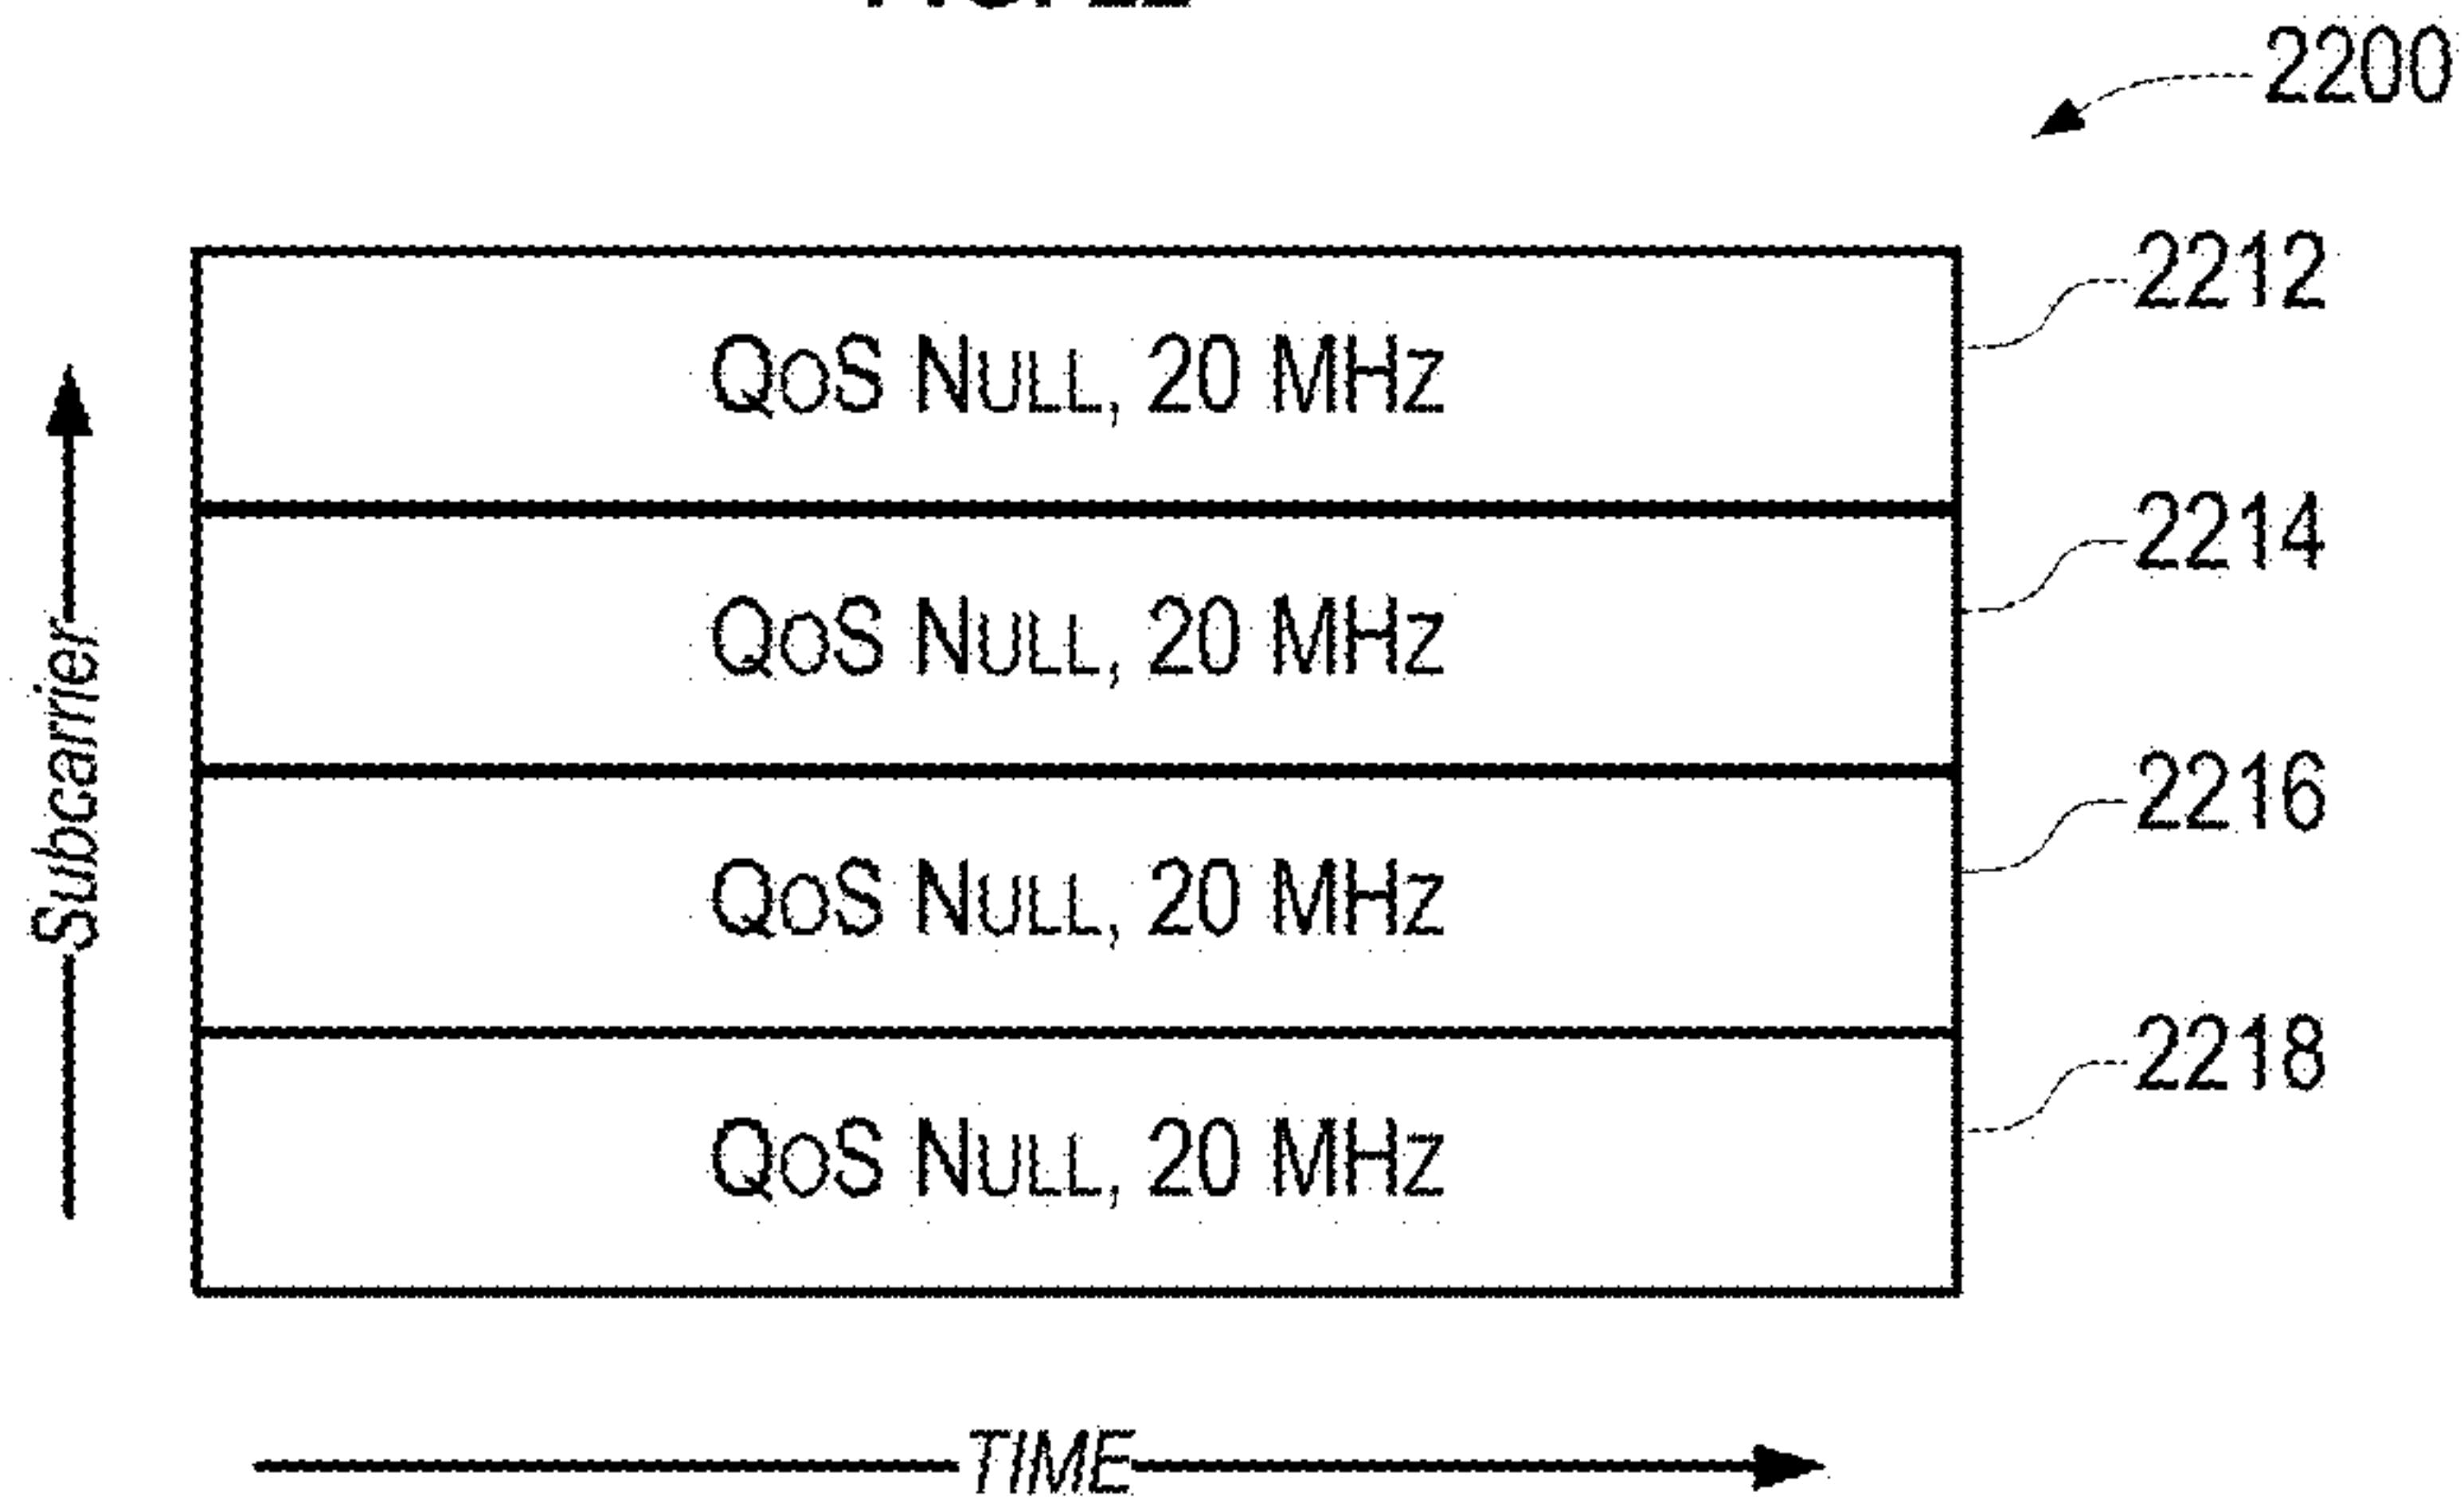 2200
QoS NULL, 20 MHz
2212
QoS NULL, 20 MHz
2214
QoS NULL, 20 MHz
2216
QoS NULL, 20 MHz
2218
Subcarrier
TIME